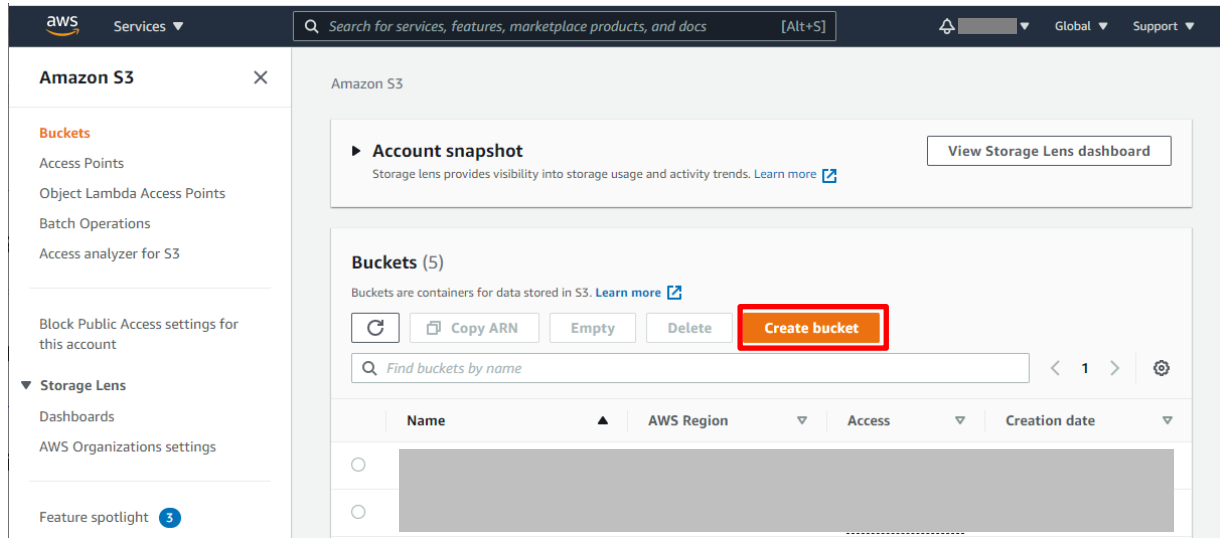 aws Services ▼ Search for services, features, marketplace products, and docs [Alt+S] Global ▼ Support ▼
Amazon S3
Buckets
Access Points
Object Lambda Access Points
Batch Operations
Access analyzer for S3
Block Public Access settings for
this account
▼ Storage Lens
Dashboards
AWS Organizations settings
Feature spotlight 3
Amazon S3
▶ Account snapshot
Storage lens provides visibility into storage usage and activity trends. Learn more
View Storage Lens dashboard
Buckets (5)
Buckets are containers for data stored in S3. Learn more
Copy ARN Empty Delete Create bucket
Find buckets by name
1
Name ▲ AWS Region ▽ Access ▽ Creation date ▽